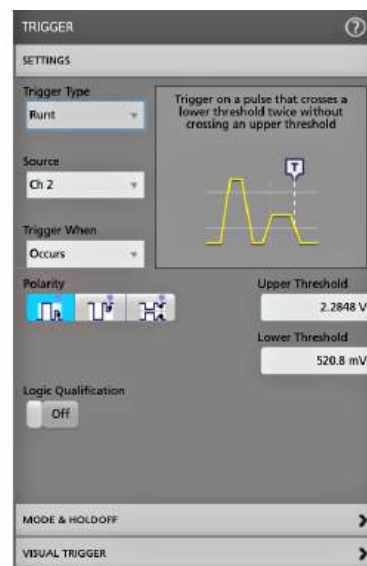 TRIGGER
?
SETTINGS
Trigger Type
Runt
Source
Ch 2
Trigger When
Occurs
Trigger on a pulse that crosses a
lower threshold twice without
crossing an upper threshold
T
Polarity
Upper Threshold
2.2848 V
Lower Threshold
520.8 mV
Logic Qualification
Off
MODE & HOLDOFF
VISUAL TRIGGER